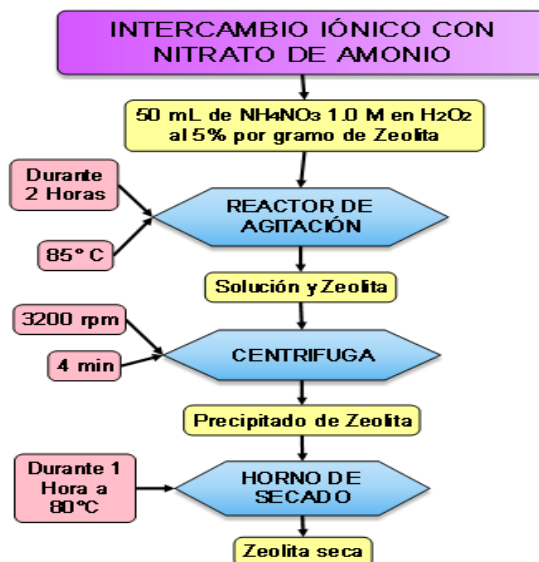 INTERCAMBIO IÓNICO CON
NITRATO DE AMONIO
50 mL de NH4NO3 1.0 M en H2O2
al 5% por gramo de Zeolita
Durante
2 Horas
REACTOR DE
AGITACIÓN
85° C
Solución y Zeolita
3200 rpm
CENTRIFUGA
4 min
Precipitado de Zeolita
Durante 1
Hora a
80°C
HORNO DE
SECADO
Zeolita seca